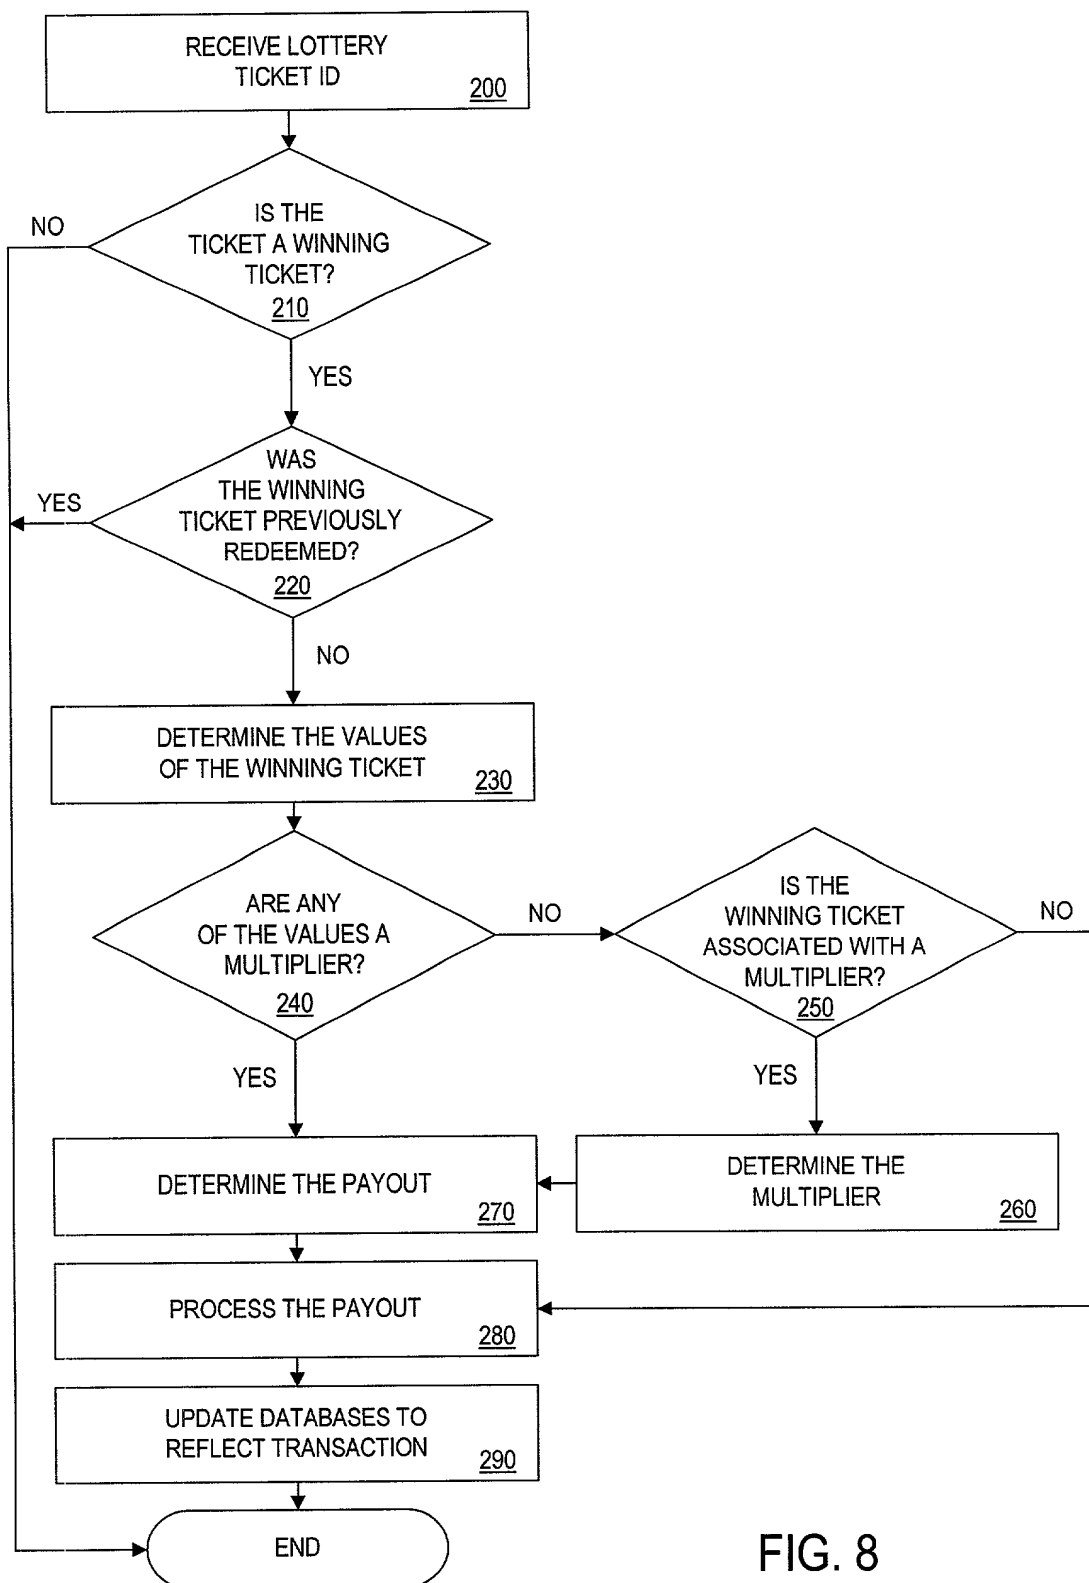 RECEIVE LOTTERY
TICKET ID
200
NO
IS THE
TICKET A WINNING
TICKET?
210
YES
WAS
THE WINNING
TICKET PREVIOUSLY
REDEEMED?
220
YES
NO
DETERMINE THE VALUES
OF THE WINNING TICKET
230
ARE ANY
OF THE VALUES A
MULTIPLIER?
240
NO
IS THE
WINNING TICKET
ASSOCIATED WITH A
MULTIPLIER?
250
NO
YES
YES
DETERMINE THE PAYOUT
270
DETERMINE THE
MULTIPLIER
260
PROCESS THE PAYOUT
280
UPDATE DATABASES TO
REFLECT TRANSACTION
290
END
FIG. 8